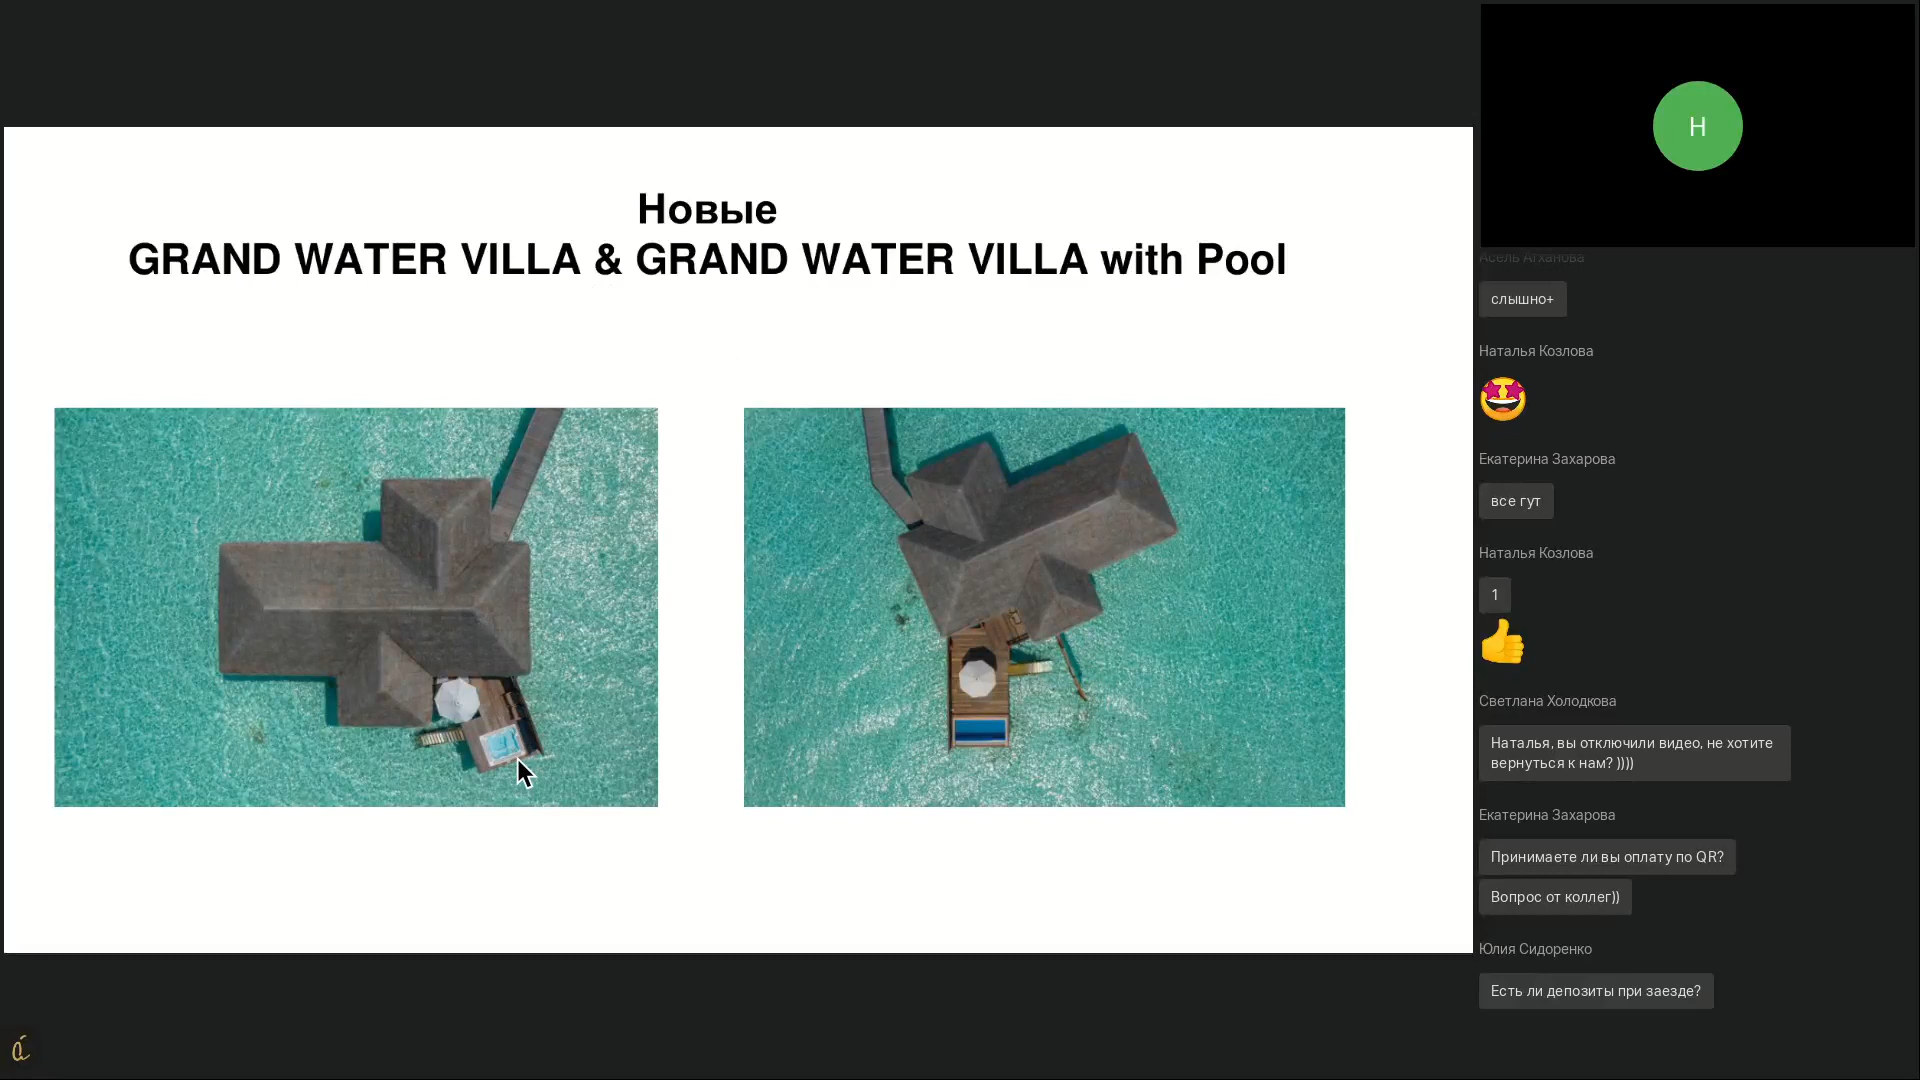 Новые
GRAND WATER VILLA & GRAND WATER VILLA with Pool
Н
Асель Атханова
слышно+
Наталья Козлова
Екатерина Захарова
все гут
Наталья Козлова
1
Светлана Холодкова
Наталья, вы отключили видео, не хотите
вернуться к нам? ))))
Екатерина Захарова
Принимаете ли вы оплату по QR?
Вопрос от коллег))
Юлия Сидоренко
Есть ли депозиты при заезде?
á